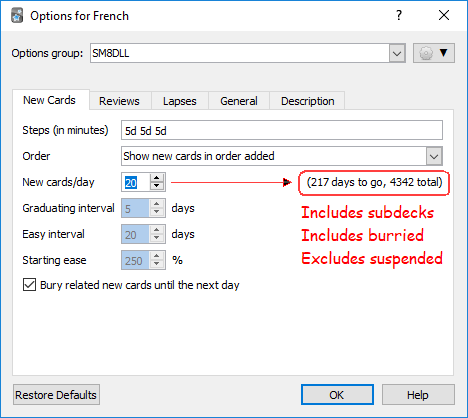 Options for French
Options group: SM8DLL
New Cards Reviews Lapses General Description
Steps (in minutes) 5d 5d 5d
Order Show new cards in order added
New cards/day 20 (217 days to go, 4342 total)
Graduating interval 5 days Includes subdecks
Easy interval 20 days Includes burried
Starting ease 250 % Excludes suspended
Bury related new cards until the next day
Restore Defaults OK Help